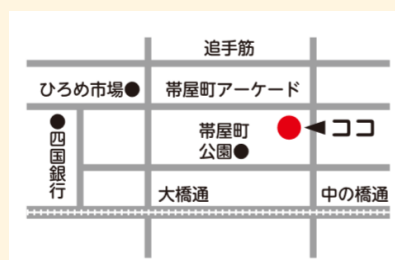 追手筋
ひろめ市場●
帯屋町アーケード
帯屋町
公園●
◀ココ
●四国銀行
大橋通
中の橋通